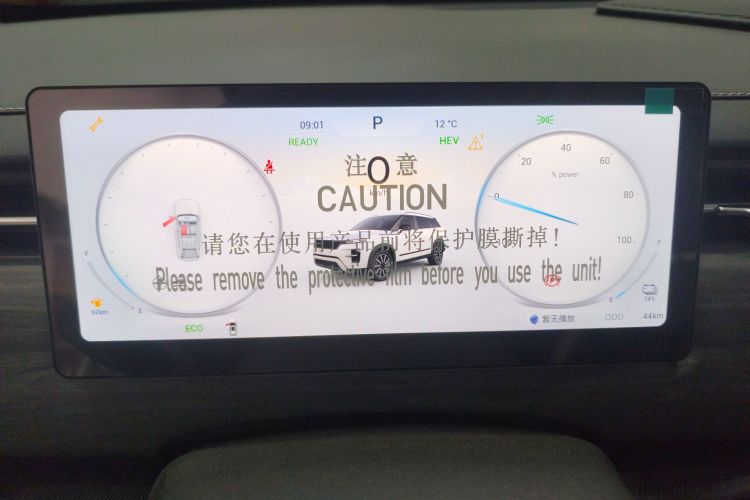 09:01
P
12 °C
READY
HEV
注 意
0
km/h
CAUTION
请您在使用产品前将保护膜撕掉！
Please remove the protective film before you use the unit!
0
20
40
60
80
100
% power
F
E
62km
ECO
F
E
14%
暂无播放
ODO
44km